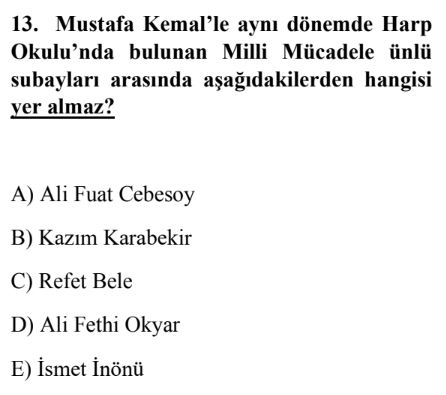 13. Mustafa Kemal’le aynı dönemde Harp
Okulu’nda bulunan Milli Mücadele ünlü
subayları arasında aşağıdakilerden hangisi
yer almaz?
A) Ali Fuat Cebesoy
B) Kazım Karabekir
C) Refet Bele
D) Ali Fethi Okyar
E) İsmet İnönü